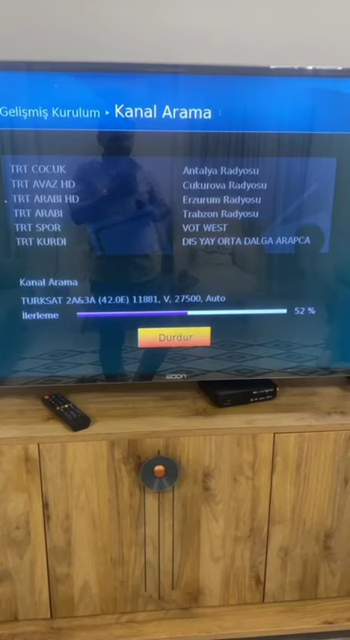 Gelişmiş Kurulum ▸ Kanal Arama
TRT COCUK
TRT AVAZ HD
TRT ARABI HD
TRT ARABI
TRT SPOR
TRT KURDI
Antalya Radyosu
Cukurova Radyosu
Erzurum Radyosu
Trabzon Radyosu
VOT WEST
DIS YAY ORTA DALGA ARAPCA
Kanal Arama
TURKSAT 2A&3A (42.0E) 11881, V, 27500, Auto
İlerleme 52 %
Durdur